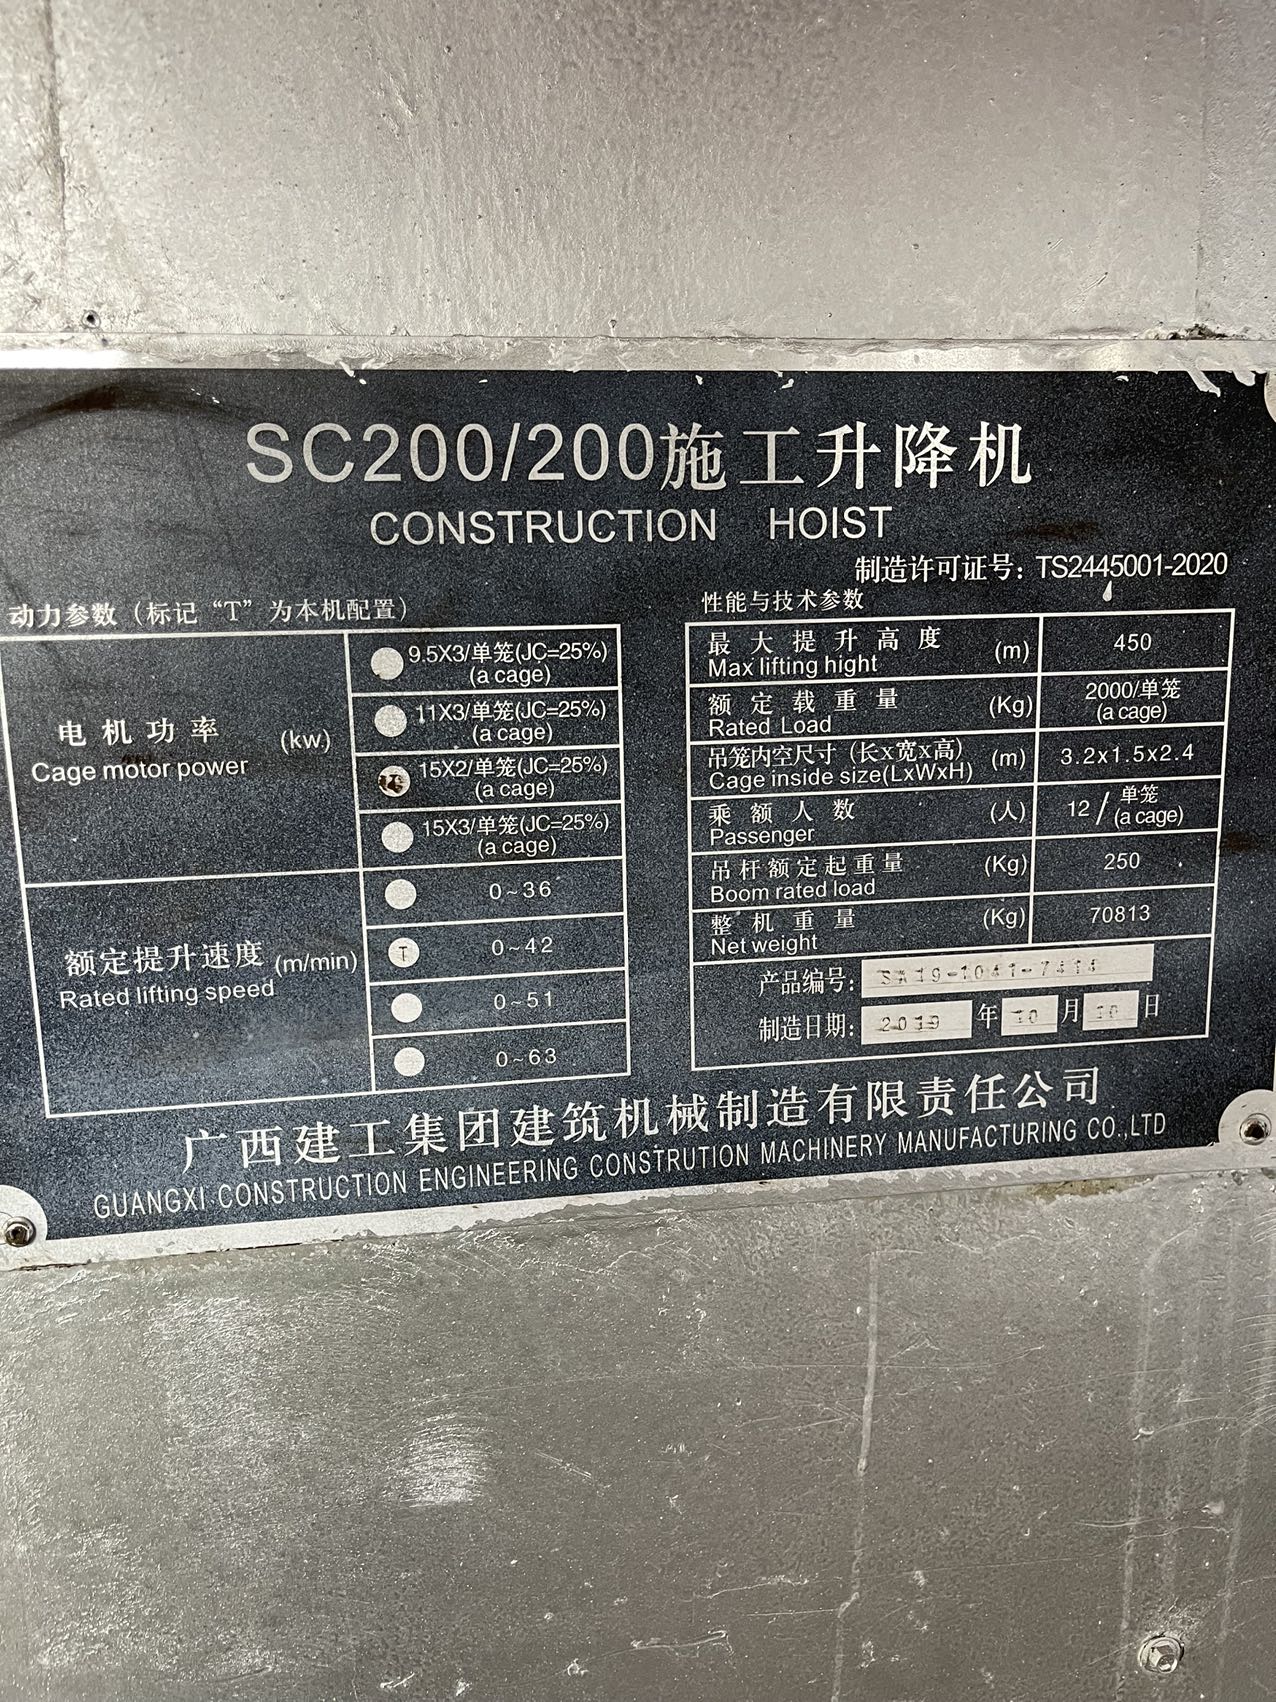 SC200/200施工升降机
CONSTRUCTION HOIST
制造许可证号：TS2445001-2020
动力参数（标记“T”为本机配置）
电机功率 (kw)
Cage motor power
9.5X3/单笼(JC=25%)
(a cage)
11X3/单笼(JC=25%)
(a cage)
15X2/单笼(JC=25%)
(a cage)
15X3/单笼(JC=25%)
(a cage)
额定提升速度 (m/min)
Rated lifting speed
0~36
T 0~42
0~51
0~63
性能与技术参数
最大提升高度 (m) 450
Max lifting hight
额定载重量 (Kg) 2000/单笼
Rated Load (a cage)
吊笼内空尺寸（长X宽X高） (m) 3.2x1.5x2.4
Cage inside size(LxWxH)
乘额人数 (人) 12/单笼
Passenger (a cage)
吊杆额定起重量 (Kg) 250
Boom rated load
整机重量 (Kg) 70813
Net weight
产品编号： SA19-1041-7414
制造日期： 2019 年 10 月 10 日
广西建工集团建筑机械制造有限责任公司
GUANGXI CONSTRUCTION ENGINEERING CONSTRUTION MACHINERY MANUFACTURING CO.,LTD